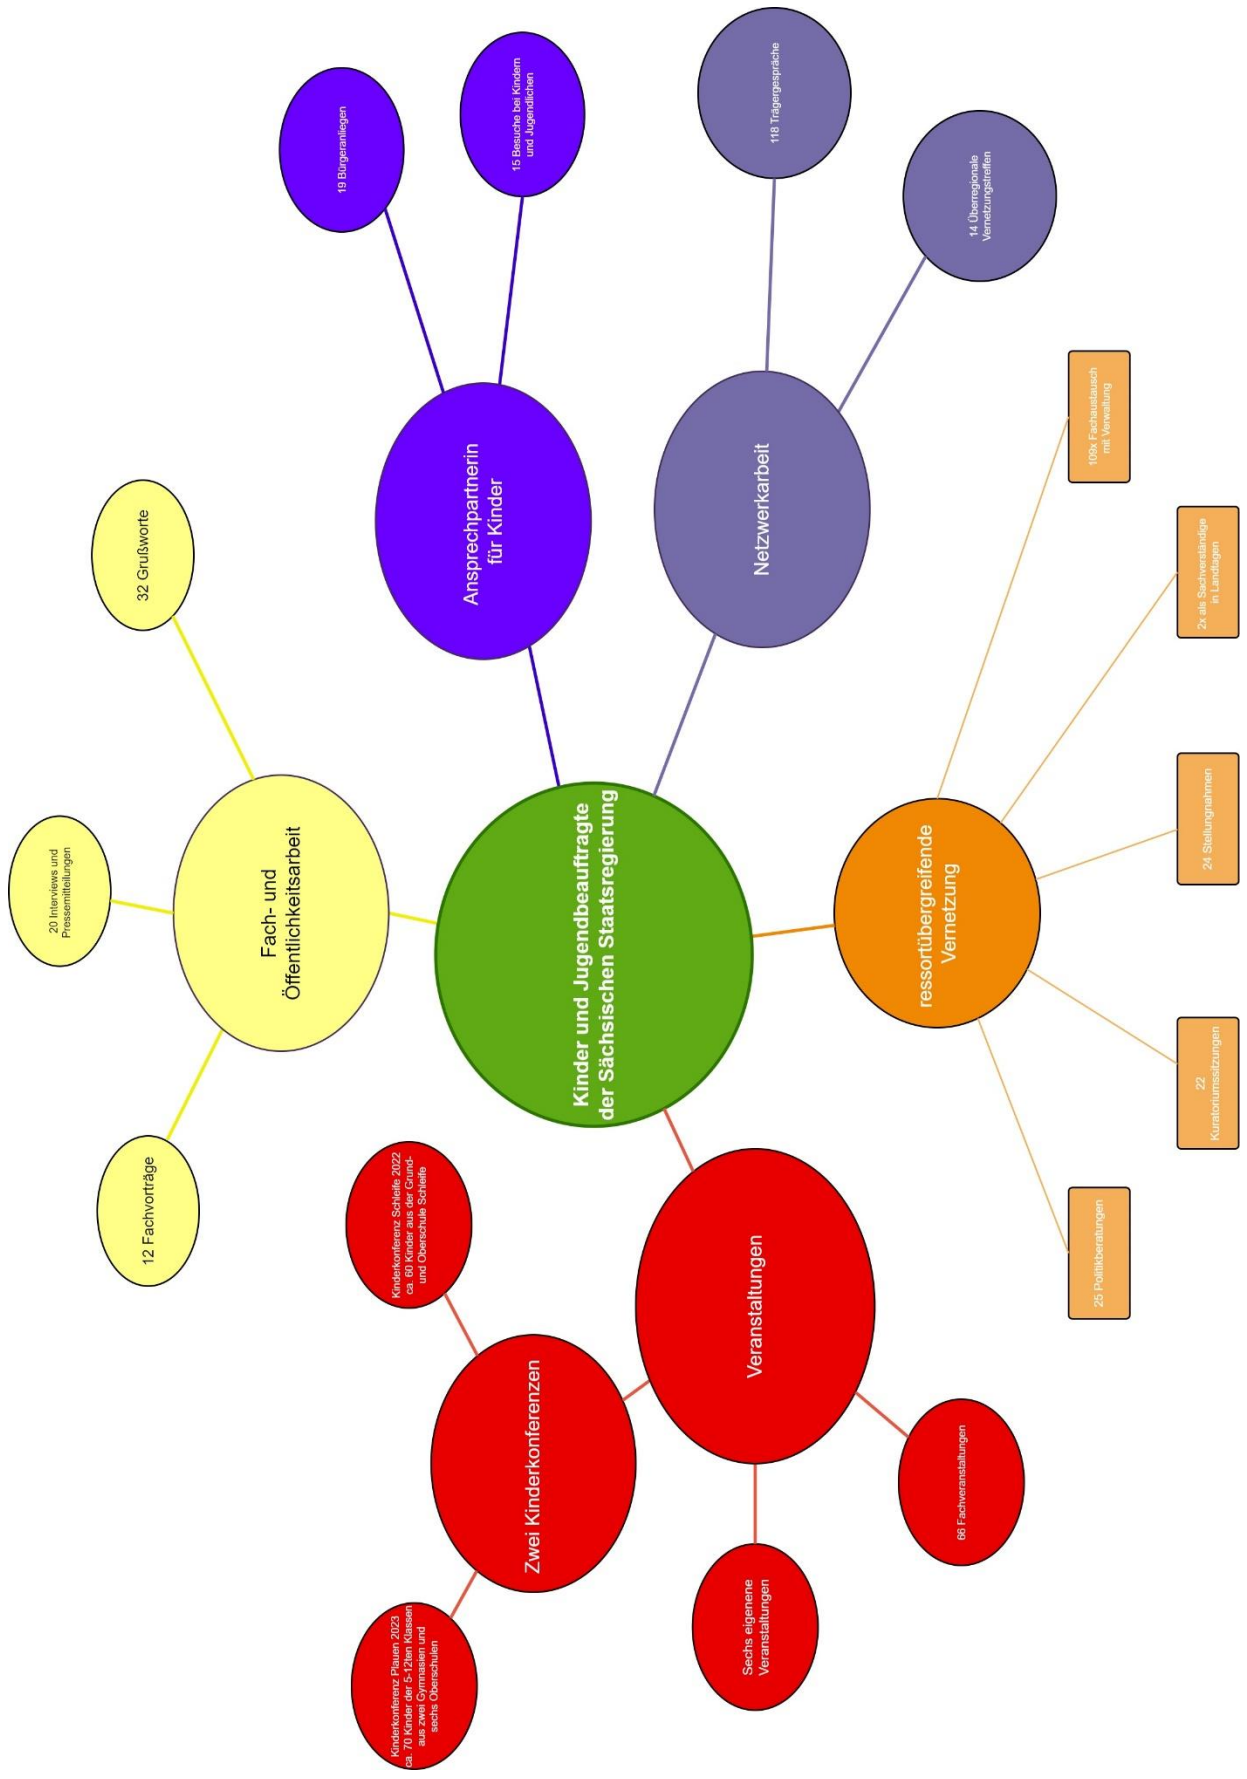 Kinder und Jugendbeauftragte
der Sächsischen Staatsregierung
Fach- und
Öffentlichkeitsarbeit
12 Fachvorträge
20 Interviews und
Pressemitteilungen
32 Grußworte
Ansprechpartnerin
für Kinder
19 Bürgeranliegen
15 Besuche bei Kindern
und Jugendlichen
Netzwerkarbeit
118 Trägergespräche
14 Überregionale
Vernetzungstreffen
ressortübergreifende
Vernetzung
109x Fachaustausch
mit Verwaltung
2x als Sachverständige
in Landtagen
24 Stellungnahmen
22
Kuratoriumssitzungen
25 Politikberatungen
Veranstaltungen
66 Fachveranstaltungen
Sechs eigenene
Veranstaltungen
Zwei Kinderkonferenzen
Kinderkonferenz Plauen 2023
ca. 70 Kinder der 5-12ten Klassen
aus zwei Gymnasien und
sechs Oberschulen
Kinderkonferenz Schleife 2022
ca. 60 Kinder aus der Grund-
und Oberschule Schleife